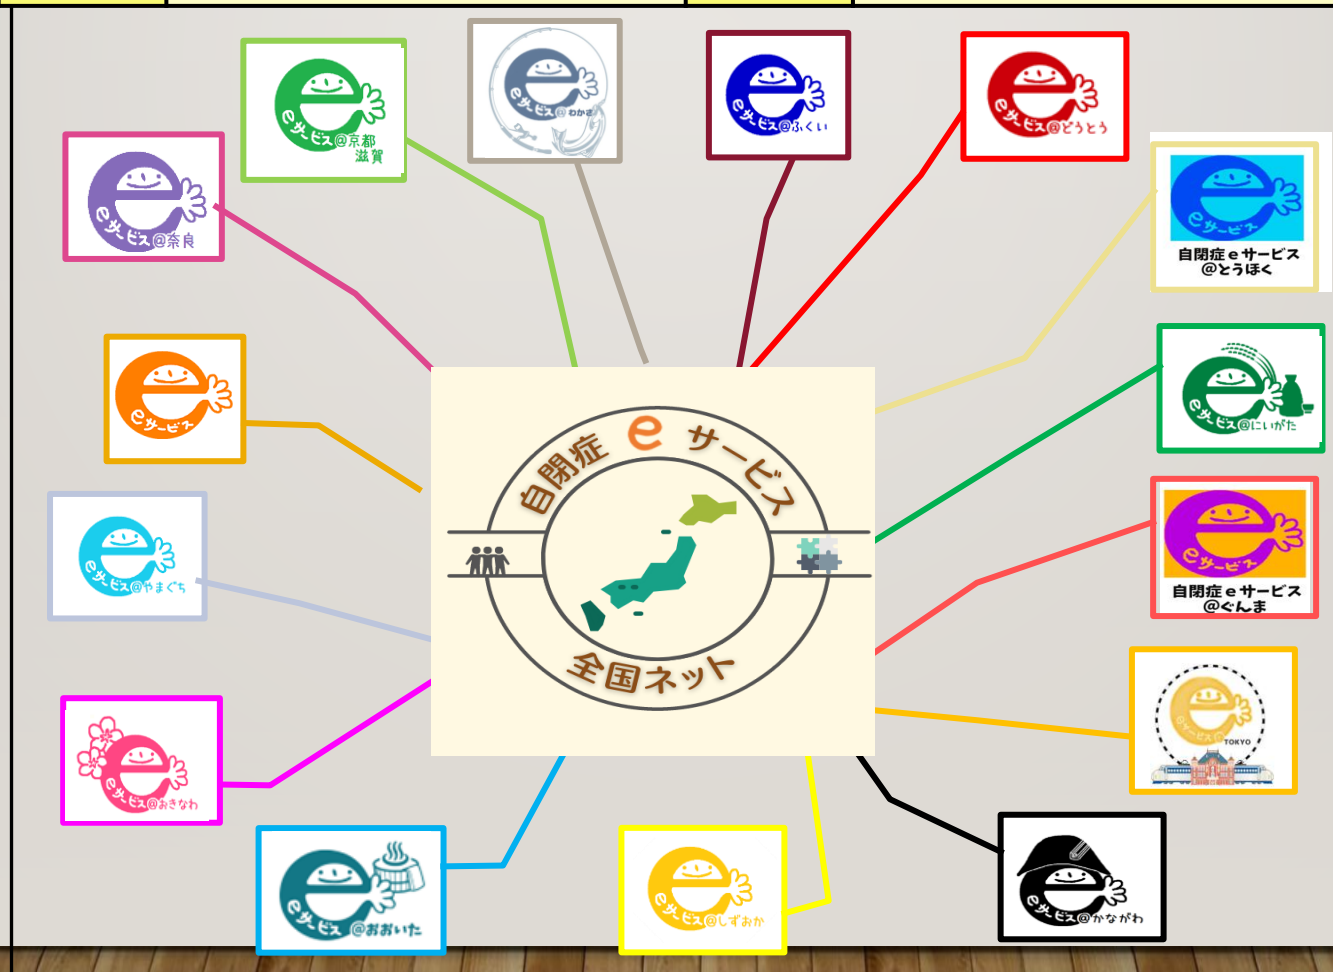 eサービス@京都
滋賀
eサービス@わかさ
eサービス@ふくい
eサービス@どうとう
eサービス@奈良
eサービス
自閉症eサービス
@とうほく
eサービス
eサービス@にいがた
自閉症 e サービス
全国ネット
eサービス@やまぐち
eサービス
自閉症eサービス
@ぐんま
eサービス@おきなわ
@サービス@
TOKYO
eサービス@おおいた
eサービス@しずおか
eサービス@かながわ